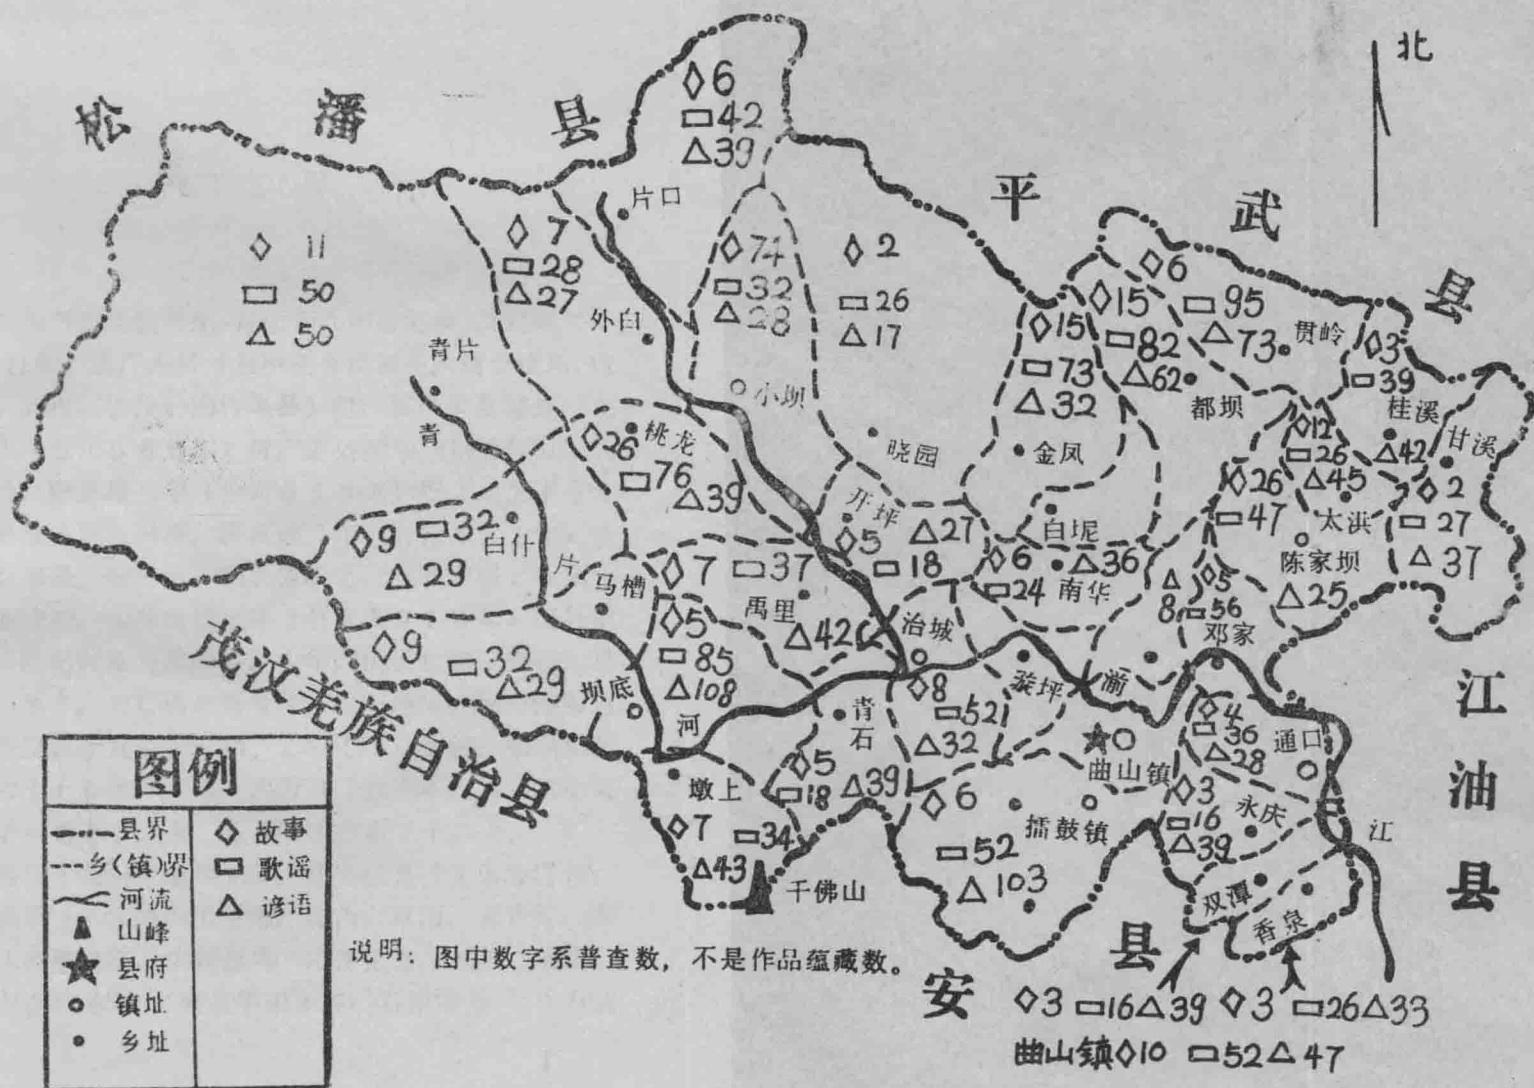 北
松潘县
平武县
江油县
安县
茂汶羌族自治县
◇6
▭42
△39
片口
◇11
▭50
△50
青片
◇7
▭28
△27
外白
◇74
▭32
△28
小坝
◇2
▭26
△17
晓园
◇15
▭73
△32
金凤
◇15
▭82
△62
都坝
◇6
▭95
△73
贯岭
◇3
▭39
桂溪
△42
甘溪
◇2
▭27
△37
◇12
▭26
△45
太洪
◇26
▭47
陈家坝
△25
◇26
桃龙
▭76
△39
◇9 ▭32
白什
△29
青
片
河
马槽
◇9
▭32
△29
坝底
◇5
▭85
△108
◇7 ▭37
禹里
△42
开坪
◇5
△27
▭18
白坭
◇6
▭24
△36
南华
△8
◇5
▭56
邓家
治城
◇8
▭52
△32
装坪
湔
江
青石
◇5
▭18
△39
墩上
◇7 ▭34
△43
千佛山
曲山镇
擂鼓镇
◇6
▭52
△103
◇4
▭36
△28
通口
◇3
▭16
△39
永庆
双潭
香泉
◇3 ▭16 △39 ◇3 ▭26 △33
曲山镇◇10 ▭52 △47
图例
县界
乡(镇)界
河流
山峰
县府
镇址
乡址
◇ 故事
▭ 歌谣
△ 谚语
说明：图中数字系普查数，不是作品蕴藏数。